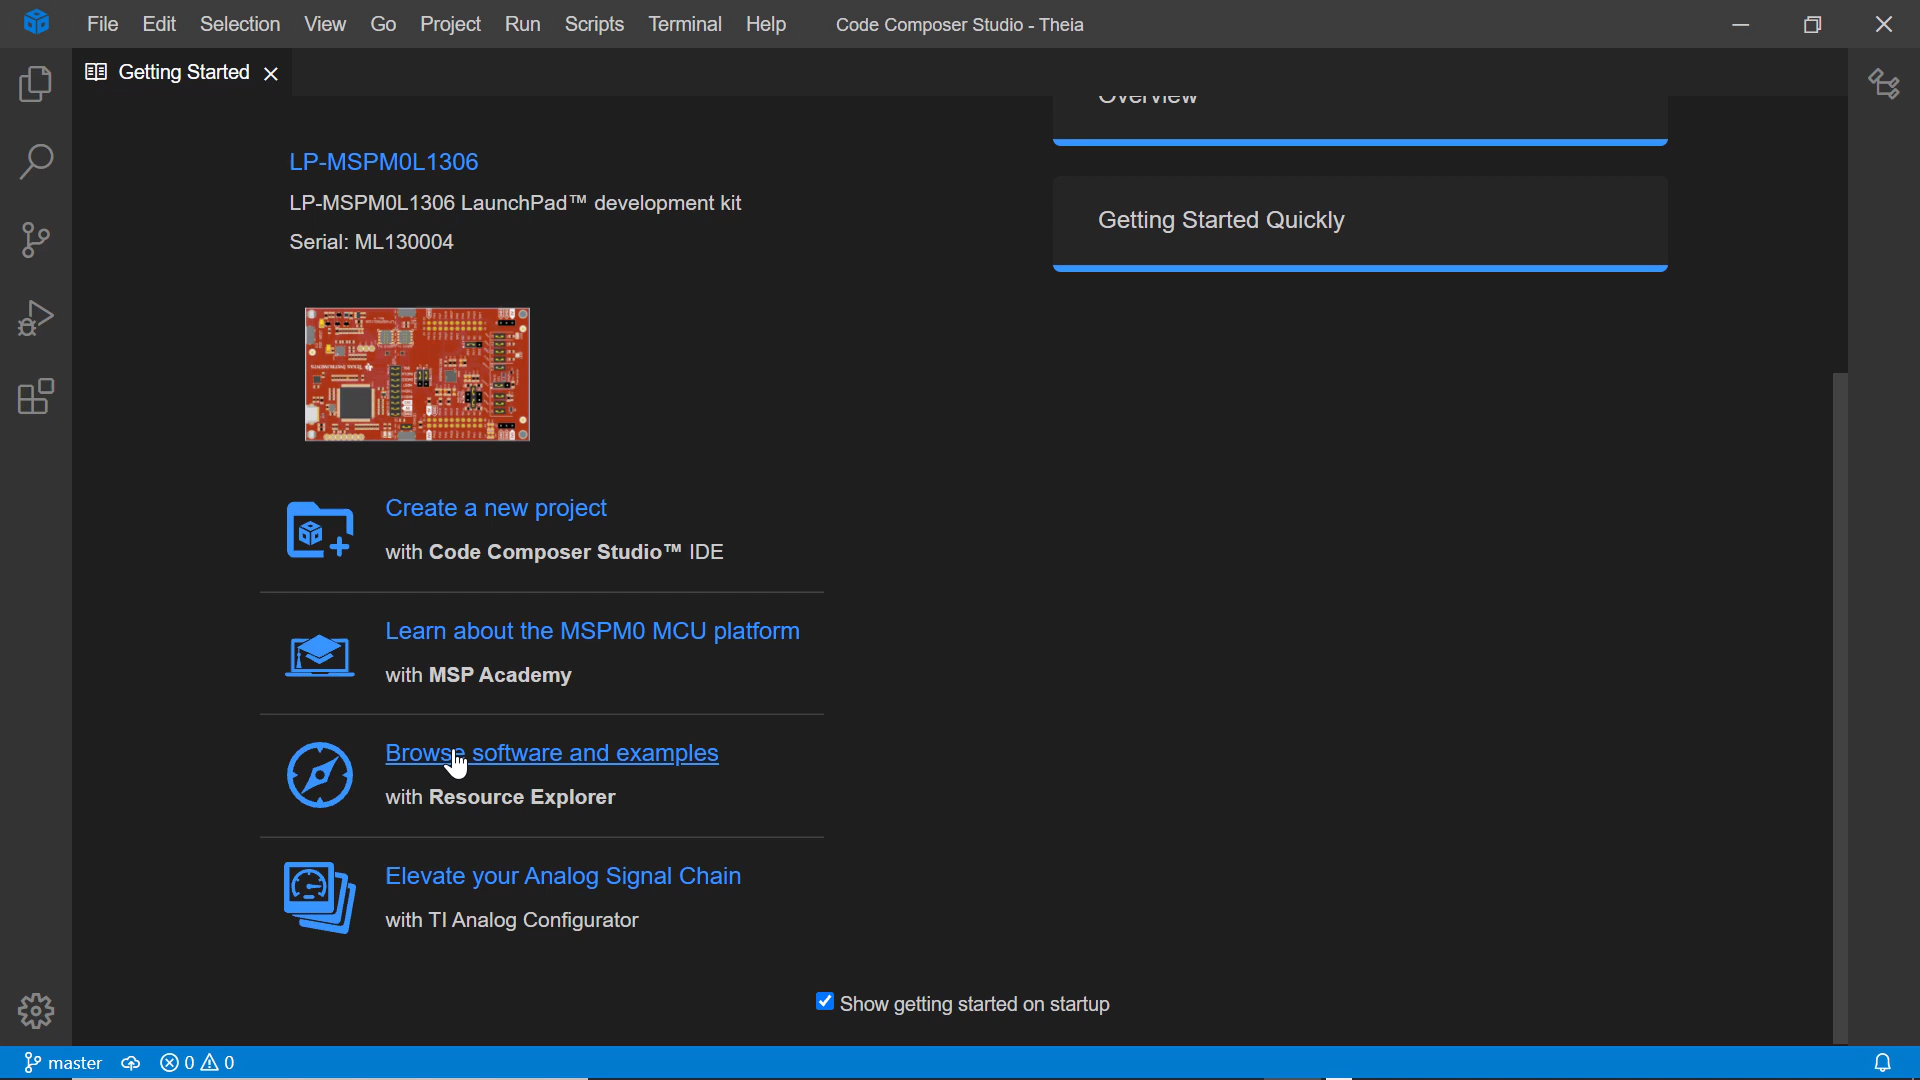 File Edit Selection View Go Project Run Scripts Terminal Help Code Composer Studio - Theia
Getting Started
Overview
LP-MSPM0L1306
LP-MSPM0L1306 LaunchPad™ development kit
Serial: ML130004
Getting Started Quickly
Create a new project
with Code Composer Studio™ IDE
Learn about the MSPM0 MCU platform
with MSP Academy
Browse software and examples
with Resource Explorer
Elevate your Analog Signal Chain
with TI Analog Configurator
Show getting started on startup
master 0 0